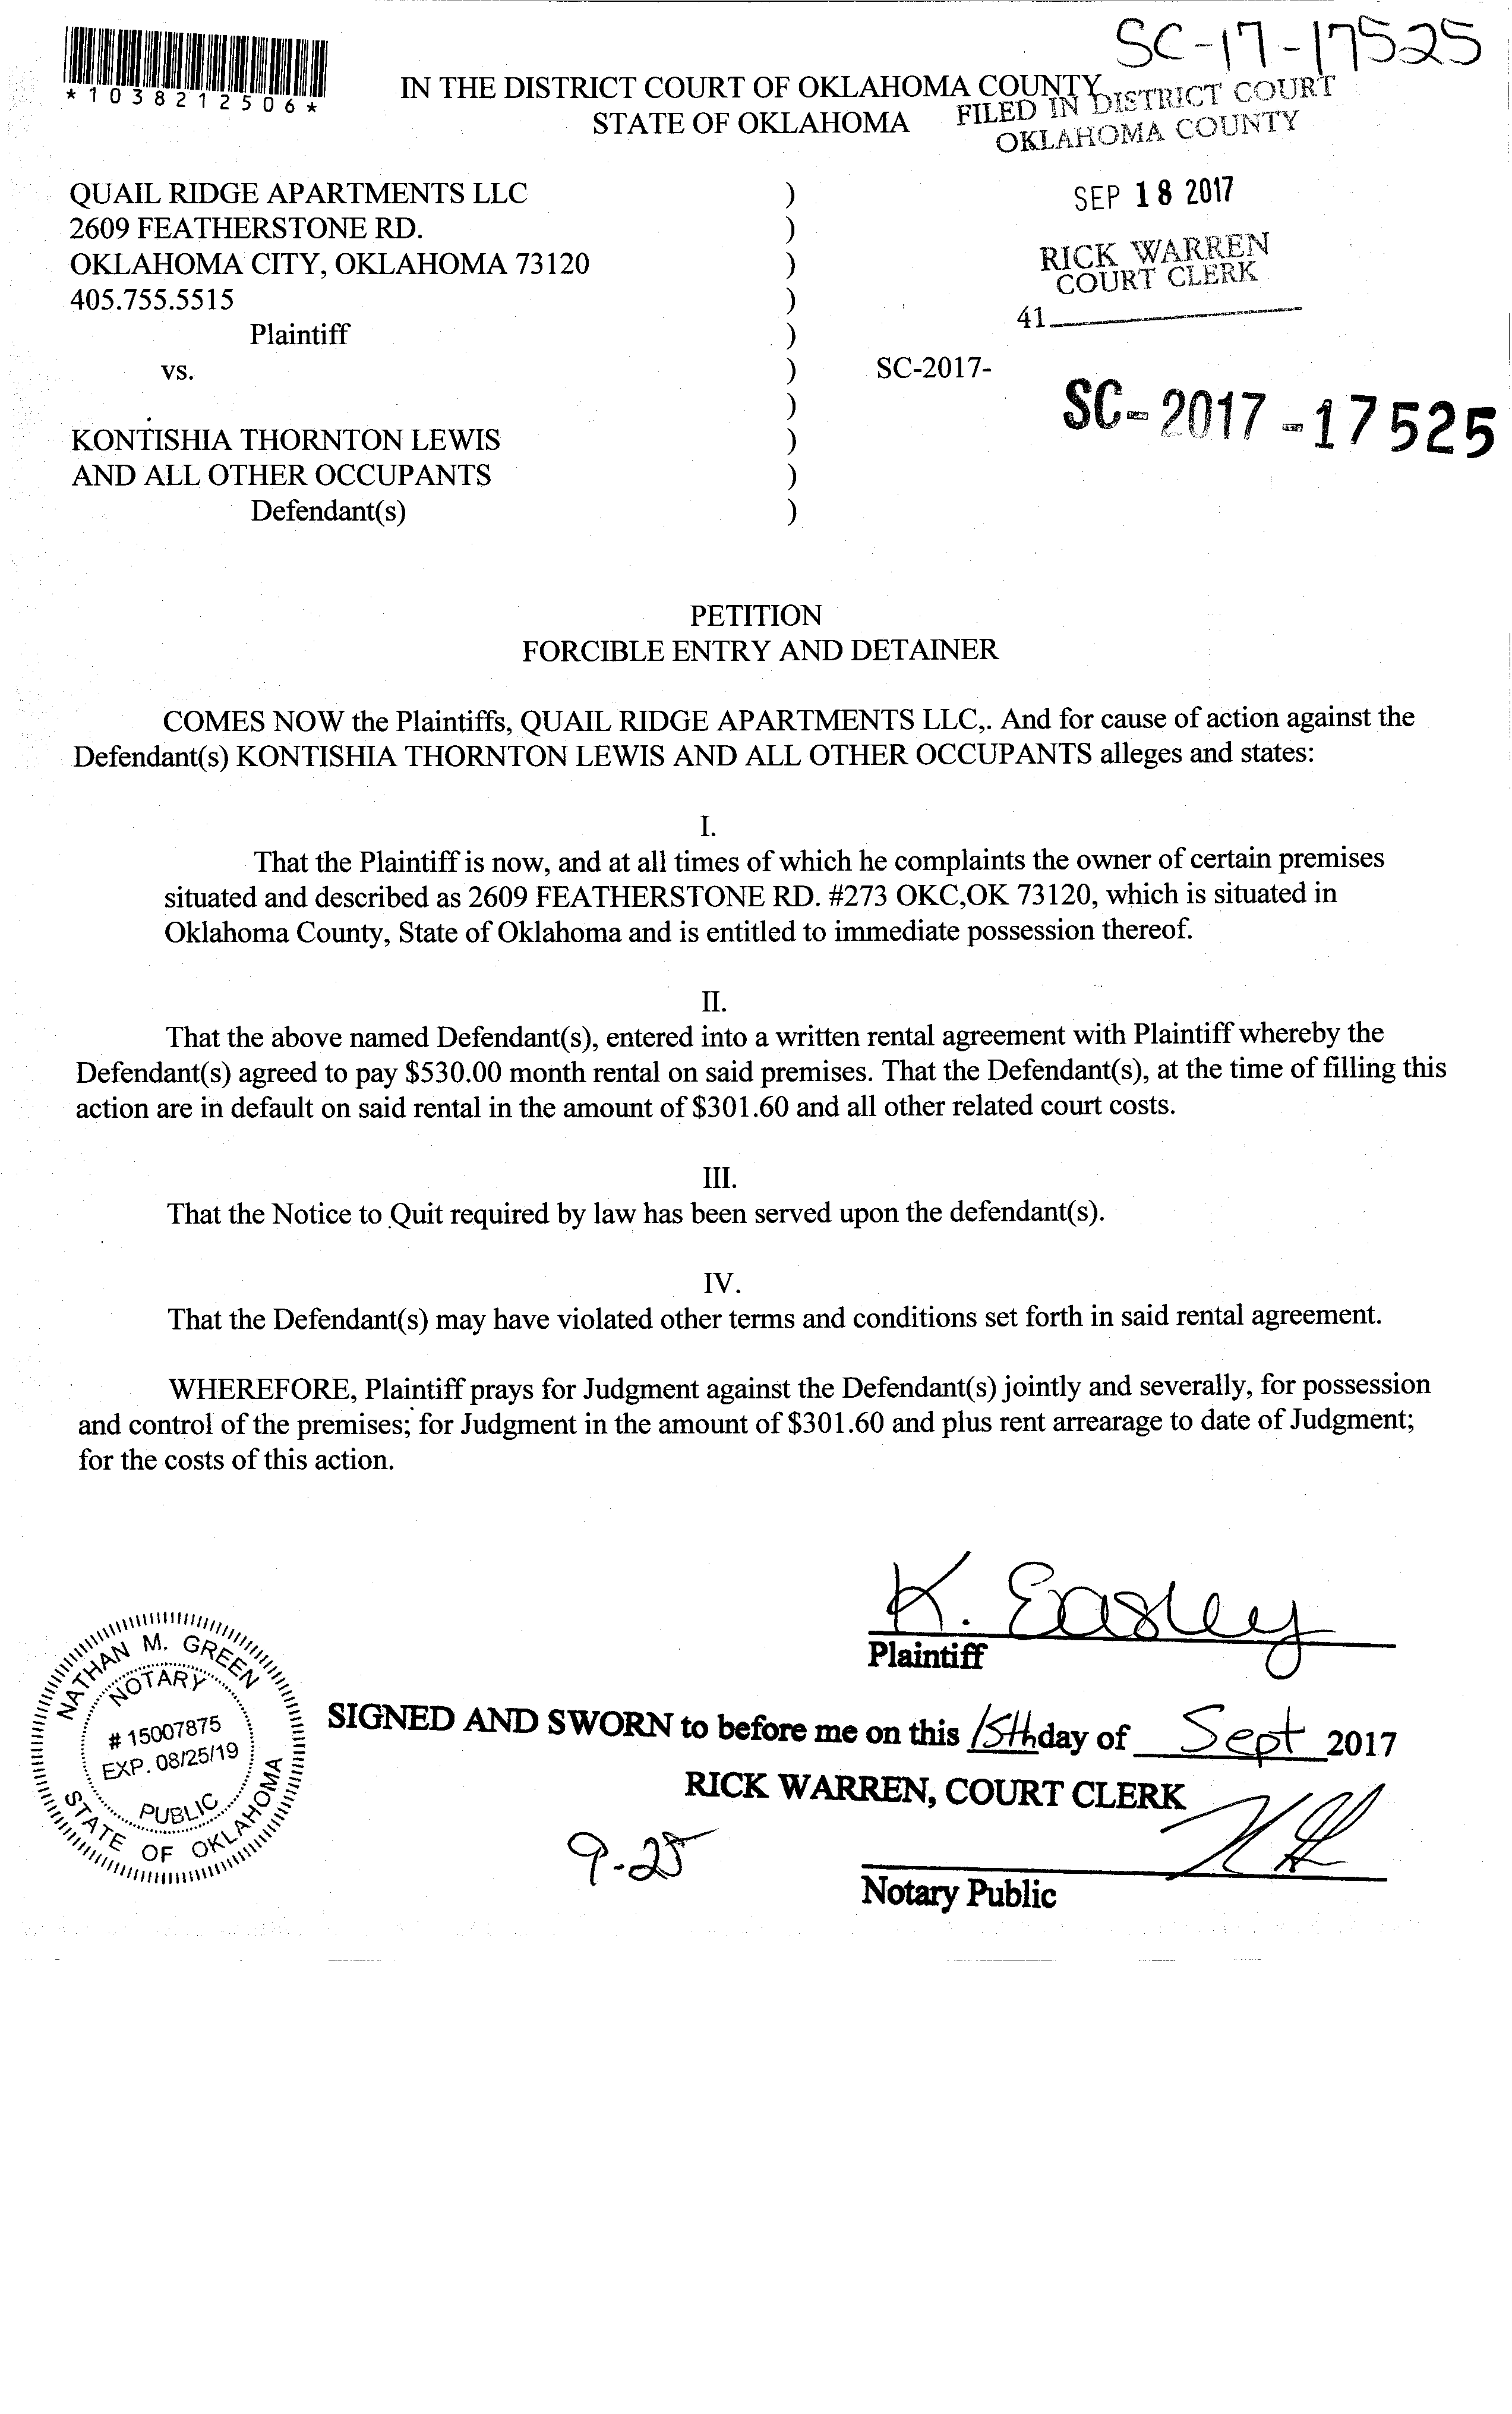 SC-17-17525
*1038212506*
IN THE DISTRICT COURT OF OKLAHOMA COUNTY
STATE OF OKLAHOMA
FILED IN DISTRICT COURT
OKLAHOMA COUNTY
SEP 18 2017
RICK WARREN
COURT CLERK
41
QUAIL RIDGE APARTMENTS LLC )
2609 FEATHERSTONE RD. )
OKLAHOMA CITY, OKLAHOMA 73120 )
405.755.5515 )
Plaintiff )
vs. ) SC-2017-
)
SC-2017-17525
KONTISHIA THORNTON LEWIS )
AND ALL OTHER OCCUPANTS )
Defendant(s) )
PETITION
FORCIBLE ENTRY AND DETAINER
COMES NOW the Plaintiffs, QUAIL RIDGE APARTMENTS LLC,. And for cause of action against the
Defendant(s) KONTISHIA THORNTON LEWIS AND ALL OTHER OCCUPANTS alleges and states:
I.
That the Plaintiff is now, and at all times of which he complaints the owner of certain premises
situated and described as 2609 FEATHERSTONE RD. #273 OKC,OK 73120, which is situated in
Oklahoma County, State of Oklahoma and is entitled to immediate possession thereof.
II.
That the above named Defendant(s), entered into a written rental agreement with Plaintiff whereby the
Defendant(s) agreed to pay $530.00 month rental on said premises. That the Defendant(s), at the time of filling this
action are in default on said rental in the amount of $301.60 and all other related court costs.
III.
That the Notice to Quit required by law has been served upon the defendant(s).
IV.
That the Defendant(s) may have violated other terms and conditions set forth in said rental agreement.
WHEREFORE, Plaintiff prays for Judgment against the Defendant(s) jointly and severally, for possession
and control of the premises; for Judgment in the amount of $301.60 and plus rent arrearage to date of Judgment;
for the costs of this action.
K. Easley
Plaintiff
NATHAN M. GREEN
NOTARY
# 15007875
EXP. 08/25/19
PUBLIC
STATE OF OKLAHOMA
SIGNED AND SWORN to before me on this 15th day of Sept 2017
RICK WARREN, COURT CLERK
9-25
Notary Public